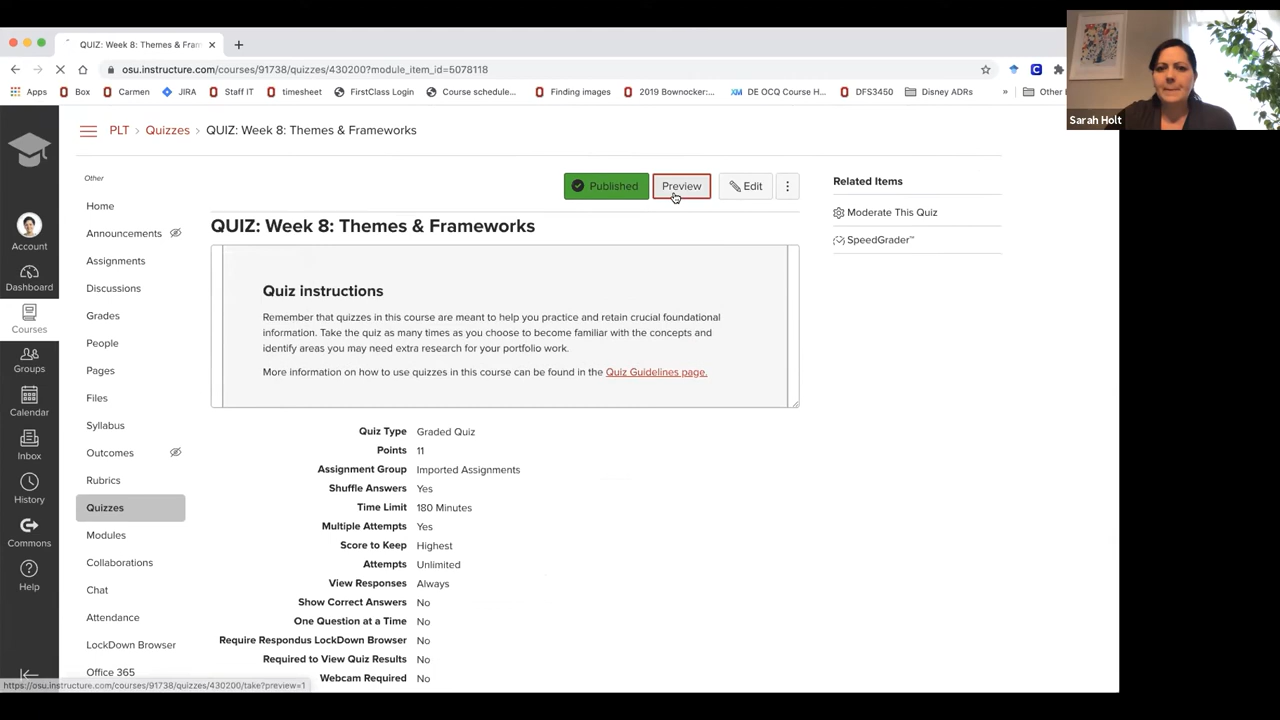 QUIZ: Week 8: Themes & Fram
osu.instructure.com/courses/91738/quizzes/430200?module_item_id=5078118
Apps Box Carmen JIRA Staff IT timesheet FirstClass Login Course schedule... Finding images 2019 Bownocker:... XM DE OCQ Course H... DFS3450 Disney ADRs » Other
Sarah Holt
PLT › Quizzes › QUIZ: Week 8: Themes & Frameworks
Other
Home
Announcements
Assignments
Discussions
Grades
People
Pages
Files
Syllabus
Outcomes
Rubrics
Quizzes
Modules
Collaborations
Chat
Attendance
LockDown Browser
Office 365
Account
Dashboard
Courses
Groups
Calendar
Inbox
History
Commons
Help
Published Preview Edit
Related Items
Moderate This Quiz
SpeedGrader™
QUIZ: Week 8: Themes & Frameworks
Quiz instructions
Remember that quizzes in this course are meant to help you practice and retain crucial foundational
information. Take the quiz as many times as you choose to become familiar with the concepts and
identify areas you may need extra research for your portfolio work.
More information on how to use quizzes in this course can be found in the Quiz Guidelines page.
Quiz Type Graded Quiz
Points 11
Assignment Group Imported Assignments
Shuffle Answers Yes
Time Limit 180 Minutes
Multiple Attempts Yes
Score to Keep Highest
Attempts Unlimited
View Responses Always
Show Correct Answers No
One Question at a Time No
Require Respondus LockDown Browser No
Required to View Quiz Results No
Webcam Required No
https://osu.instructure.com/courses/91738/quizzes/430200/take?preview=1